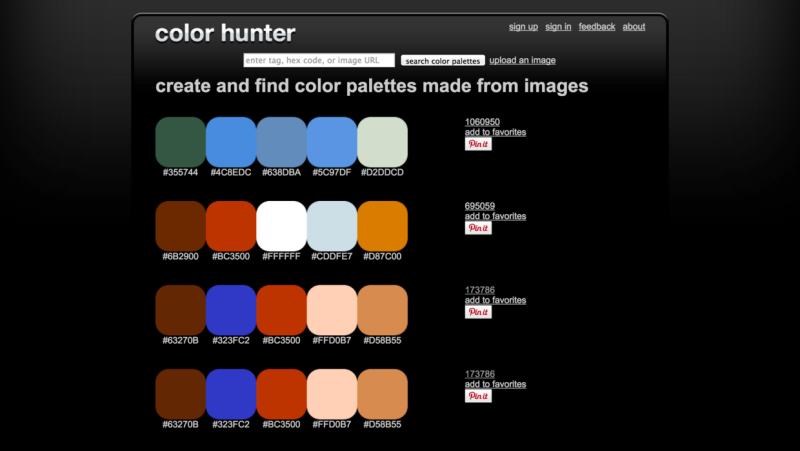 color hunter
sign up sign in feedback about
enter tag, hex code, or image URL search color palettes upload an image
create and find color palettes made from images
1060950
add to favorites
Pin it
#355744 #4C8EDC #638DBA #5C97DF #D2DDCD
695059
add to favorites
Pin it
#6B2900 #BC3500 #FFFFFF #CDDFE7 #D87C00
173786
add to favorites
Pin it
#63270B #323FC2 #BC3500 #FFD0B7 #D58B55
173786
add to favorites
Pin it
#63270B #323FC2 #BC3500 #FFD0B7 #D58B55